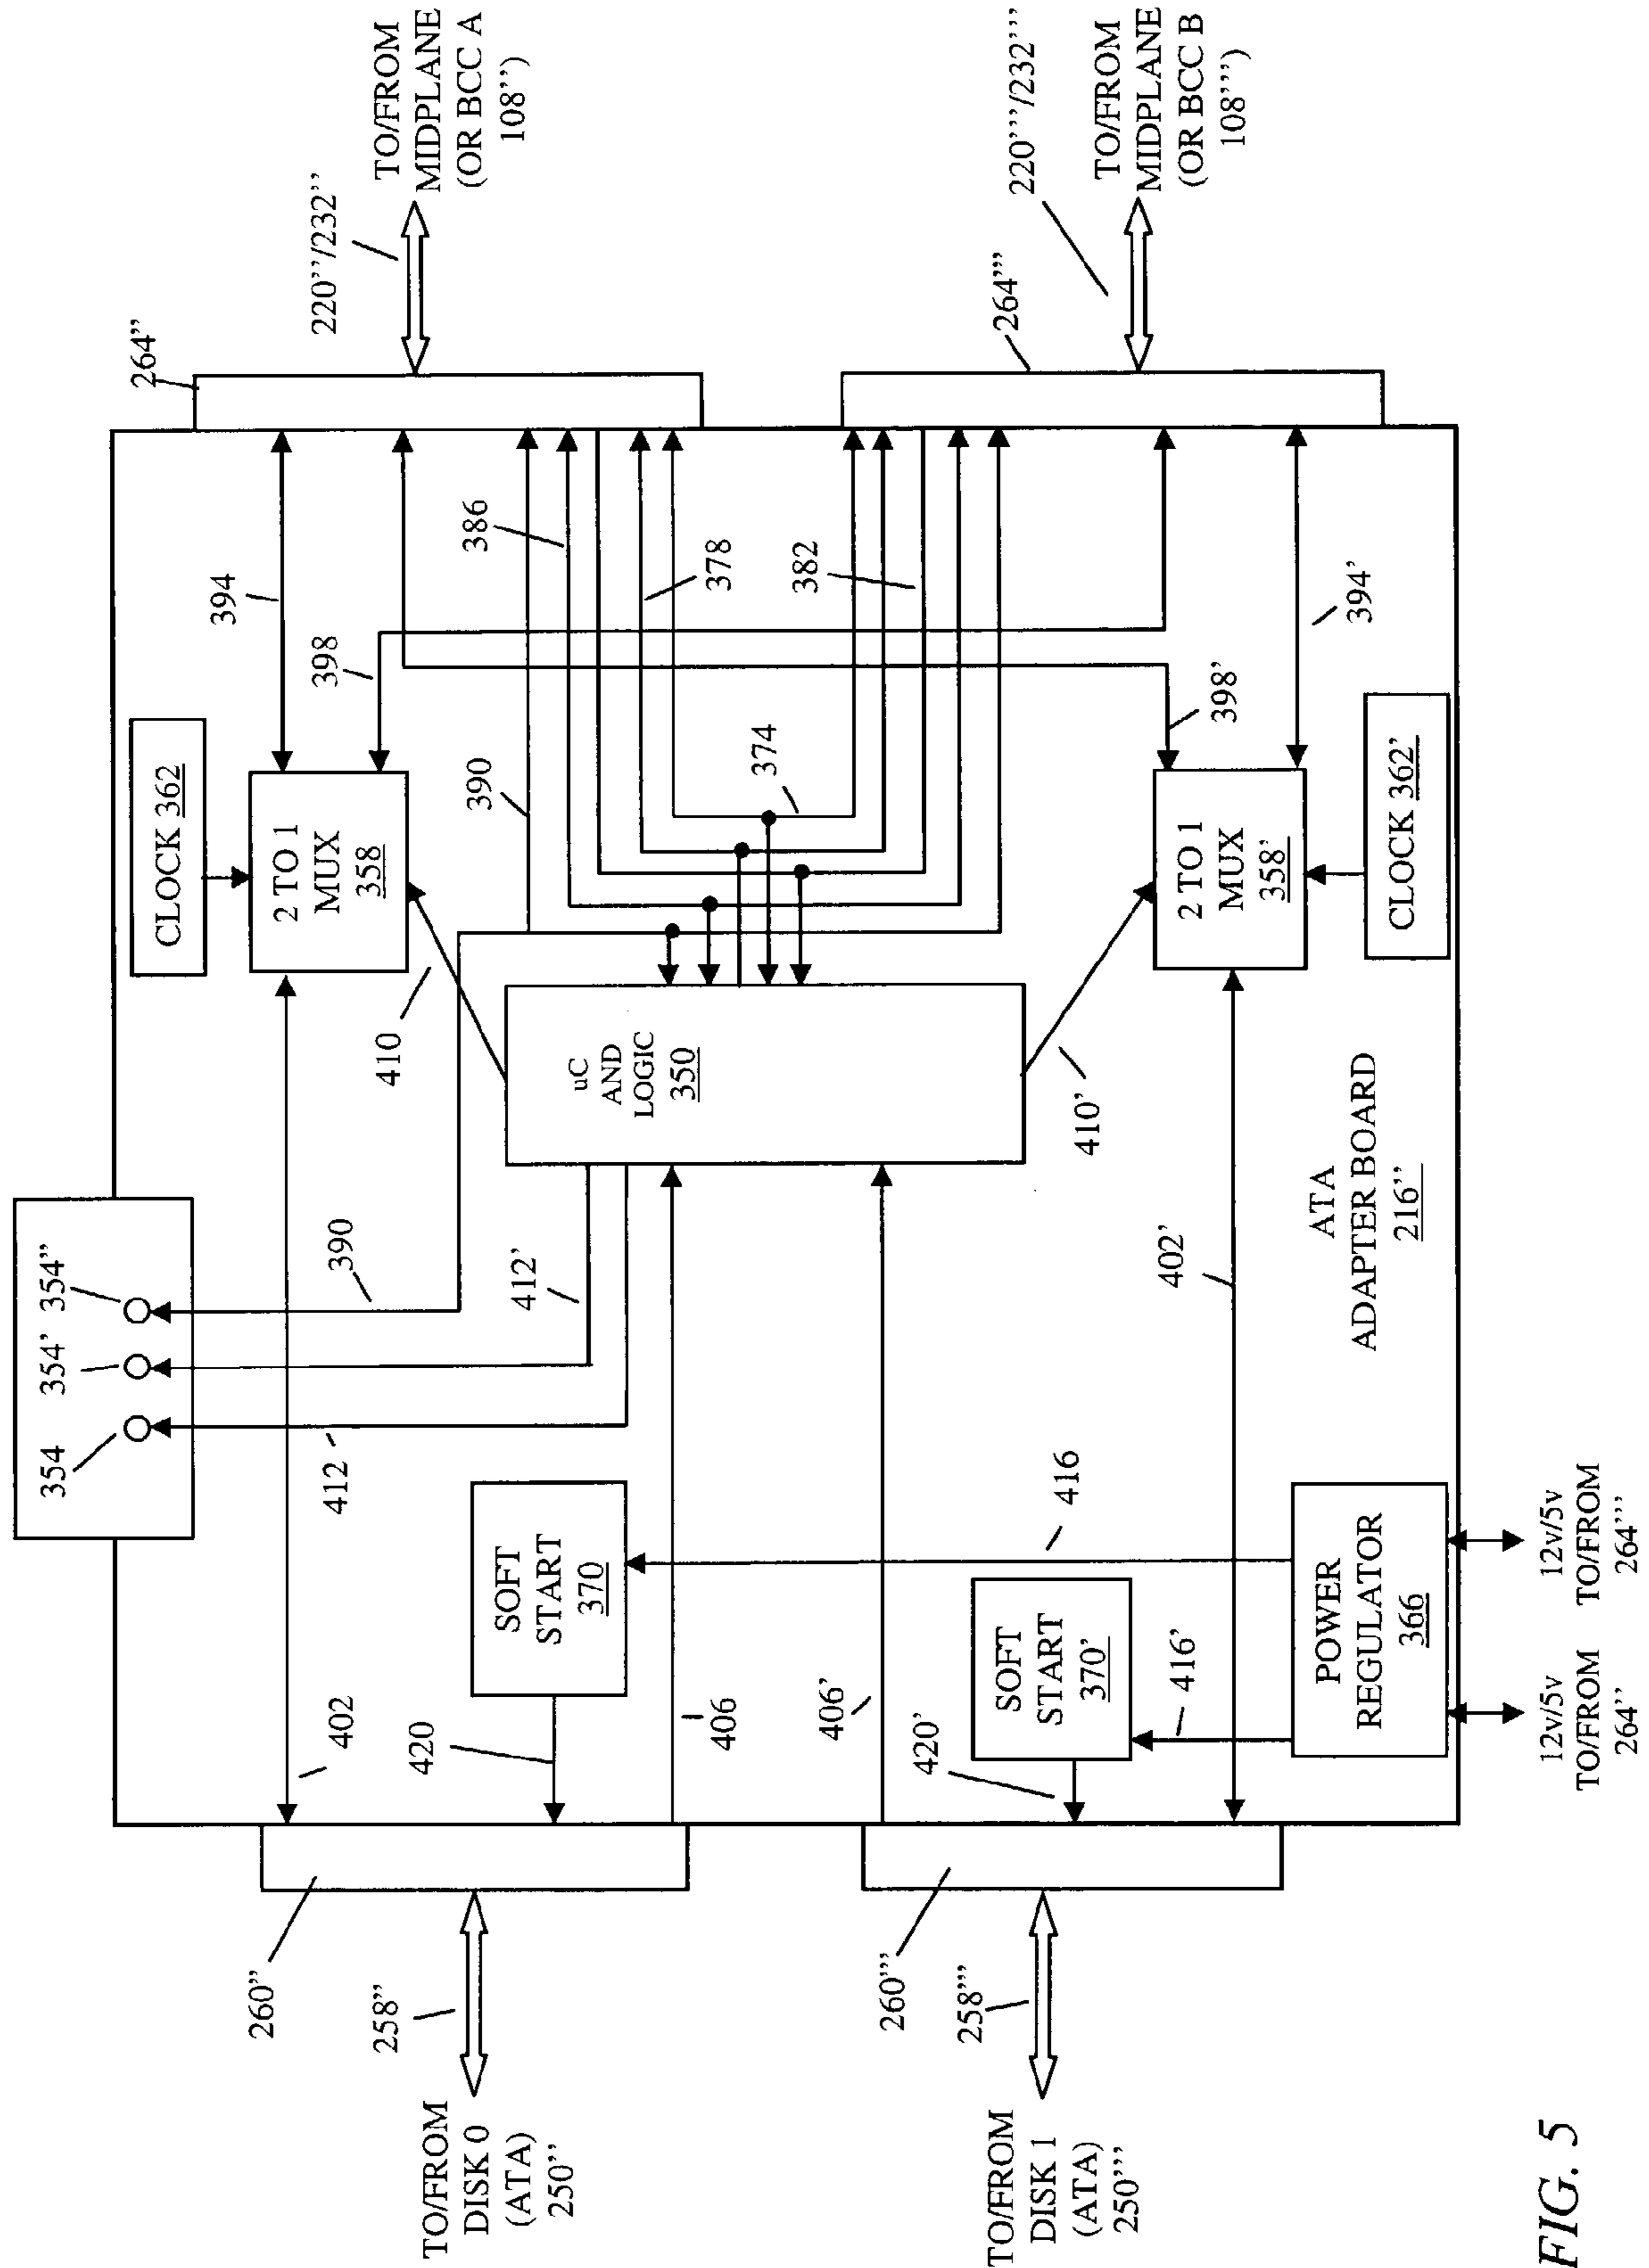 354
354'
354"
CLOCK 362
264"
220"/232"
TO/FROM
MIDPLANE
(OR BCC A
108")
394
398
390
386
2 TO 1
MUX
358
410
402
412
412'
390
260"
258"
TO/FROM
DISK 0
(ATA)
250"
420
SOFT
START
370
406
406'
uC
AND
LOGIC
350
374
378
382
264'''
220'''/232'''
TO/FROM
MIDPLANE
(OR BCC B
108''')
394'
398'
2 TO 1
MUX
358'
CLOCK 362'
410'
402'
416
416'
SOFT
START
370'
420'
260'''
258'''
TO/FROM
DISK 1
(ATA)
250'''
ATA
ADAPTER BOARD
216"
POWER
REGULATOR
366
12v/5v
TO/FROM
264"
12v/5v
TO/FROM
264'''
FIG. 5